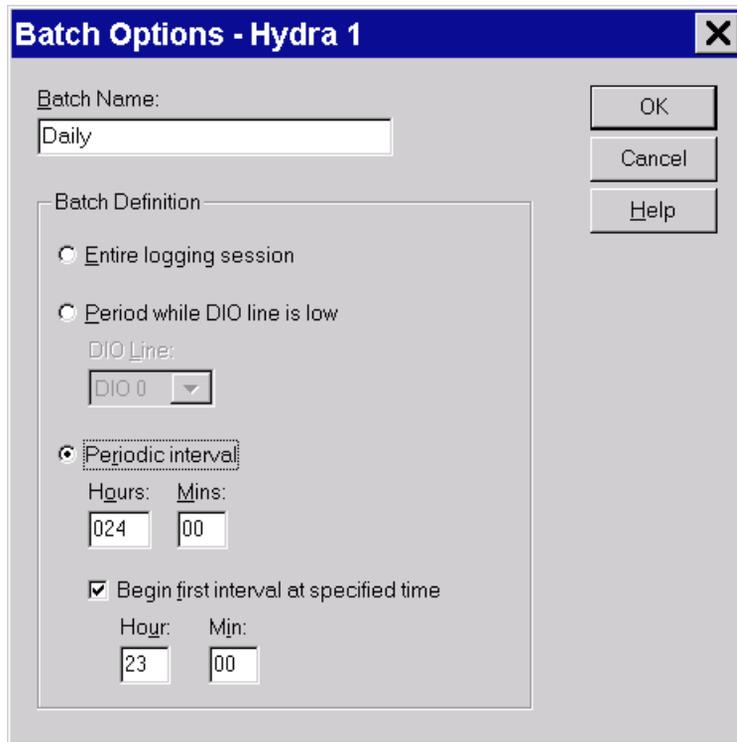 Batch Options - Hydra 1
Batch Name:
Daily
OK
Cancel
Help
Batch Definition
Entire logging session
Period while DIO line is low
DIO Line:
DIO 0
Periodic interval
Hours: Mins:
024 00
Begin first interval at specified time
Hour: Min:
23 00